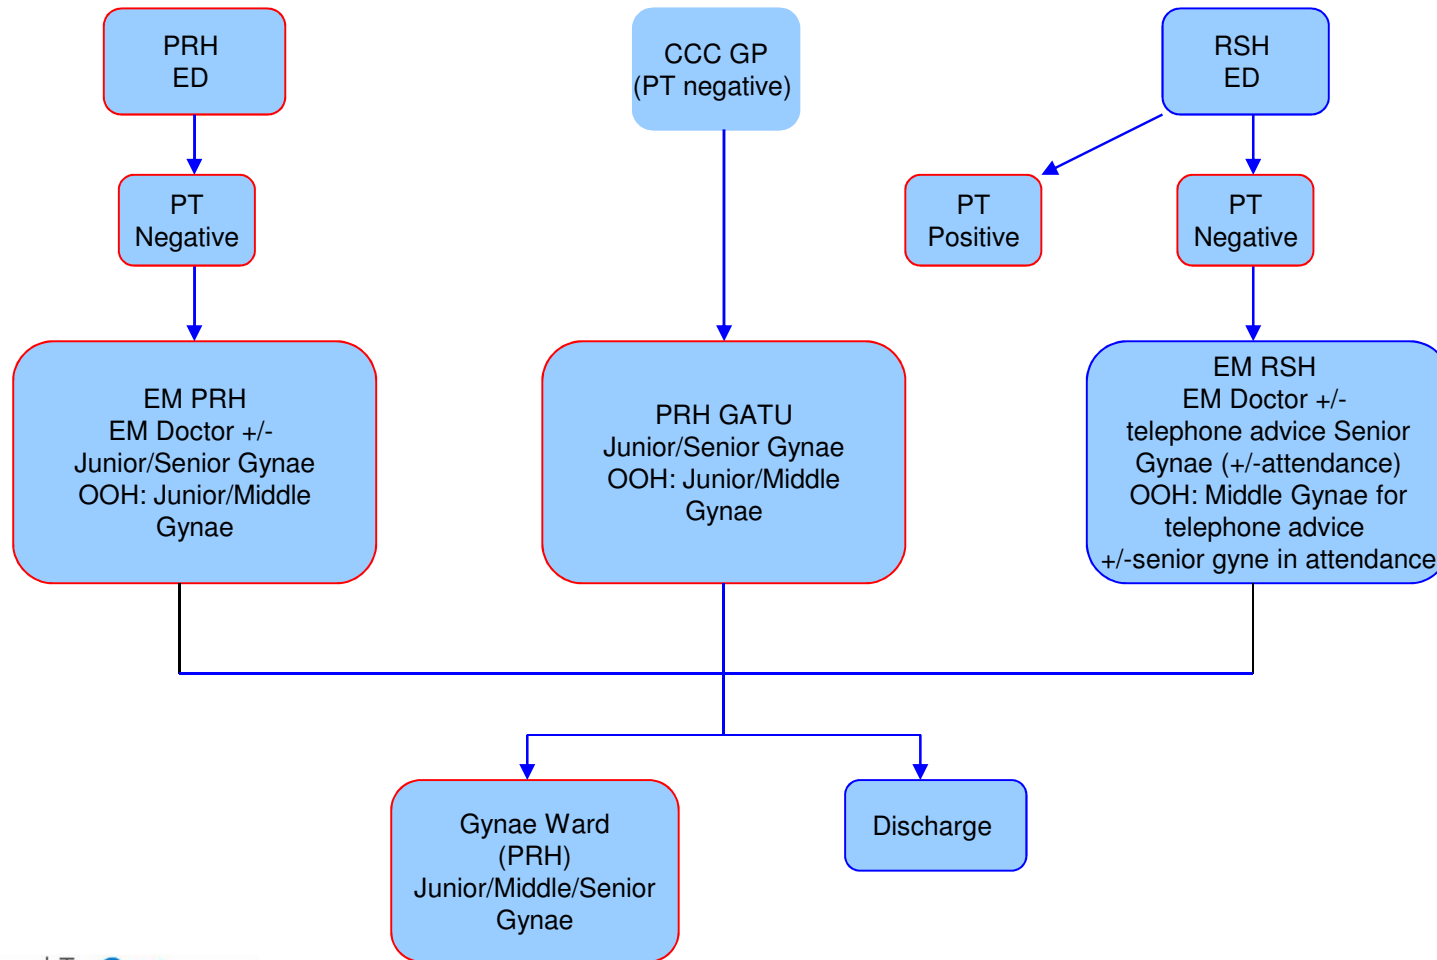 PRH
ED
CCC GP
(PT negative)
RSH
ED
PT
Negative
PT
Positive
PT
Negative
EM PRH
EM Doctor +/-
Junior/Senior Gynae
OOH: Junior/Middle
Gynae
PRH GATU
Junior/Senior Gynae
OOH: Junior/Middle
Gynae
EM RSH
EM Doctor +/-
telephone advice Senior
Gynae (+/-attendance)
OOH: Middle Gynae for
telephone advice
+/-senior gyne in attendance
Gynae Ward
(PRH)
Junior/Middle/Senior
Gynae
Discharge